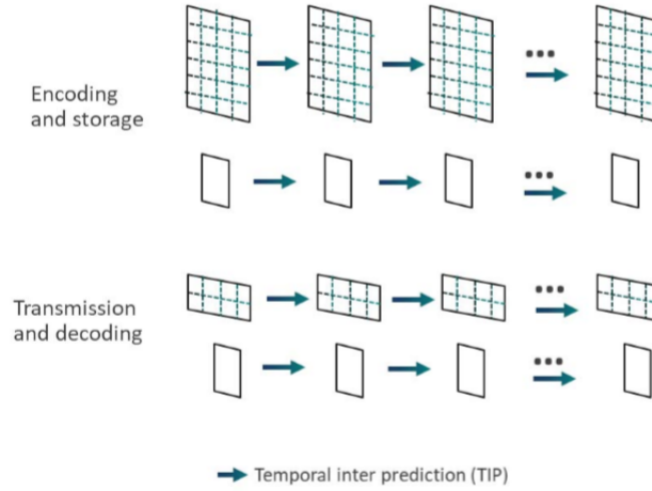 Encoding
and storage
Transmission
and decoding
Temporal inter prediction (TIP)